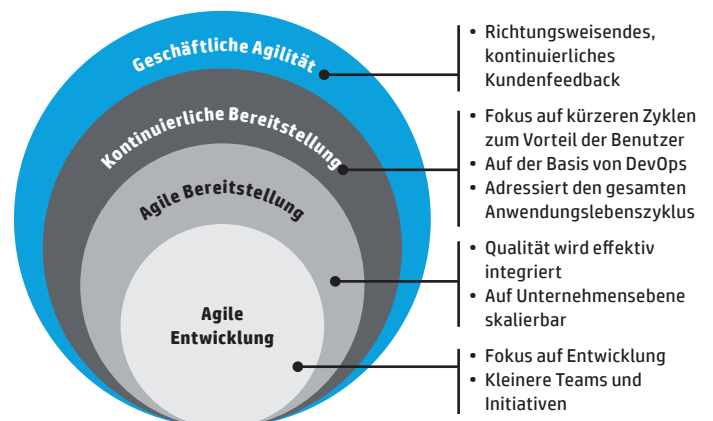 Geschäftliche Agilität
• Richtungsweisendes,
kontinuierliches
Kundenfeedback
Kontinuierliche Bereitstellung
• Fokus auf kürzeren Zyklen
zum Vorteil der Benutzer
• Auf der Basis von DevOps
• Adressiert den gesamten
Anwendungslebenszyklus
Agile Bereitstellung
• Qualität wird effektiv
integriert
• Auf Unternehmensebene
skalierbar
Agile
Entwicklung
• Fokus auf Entwicklung
• Kleinere Teams und
Initiativen